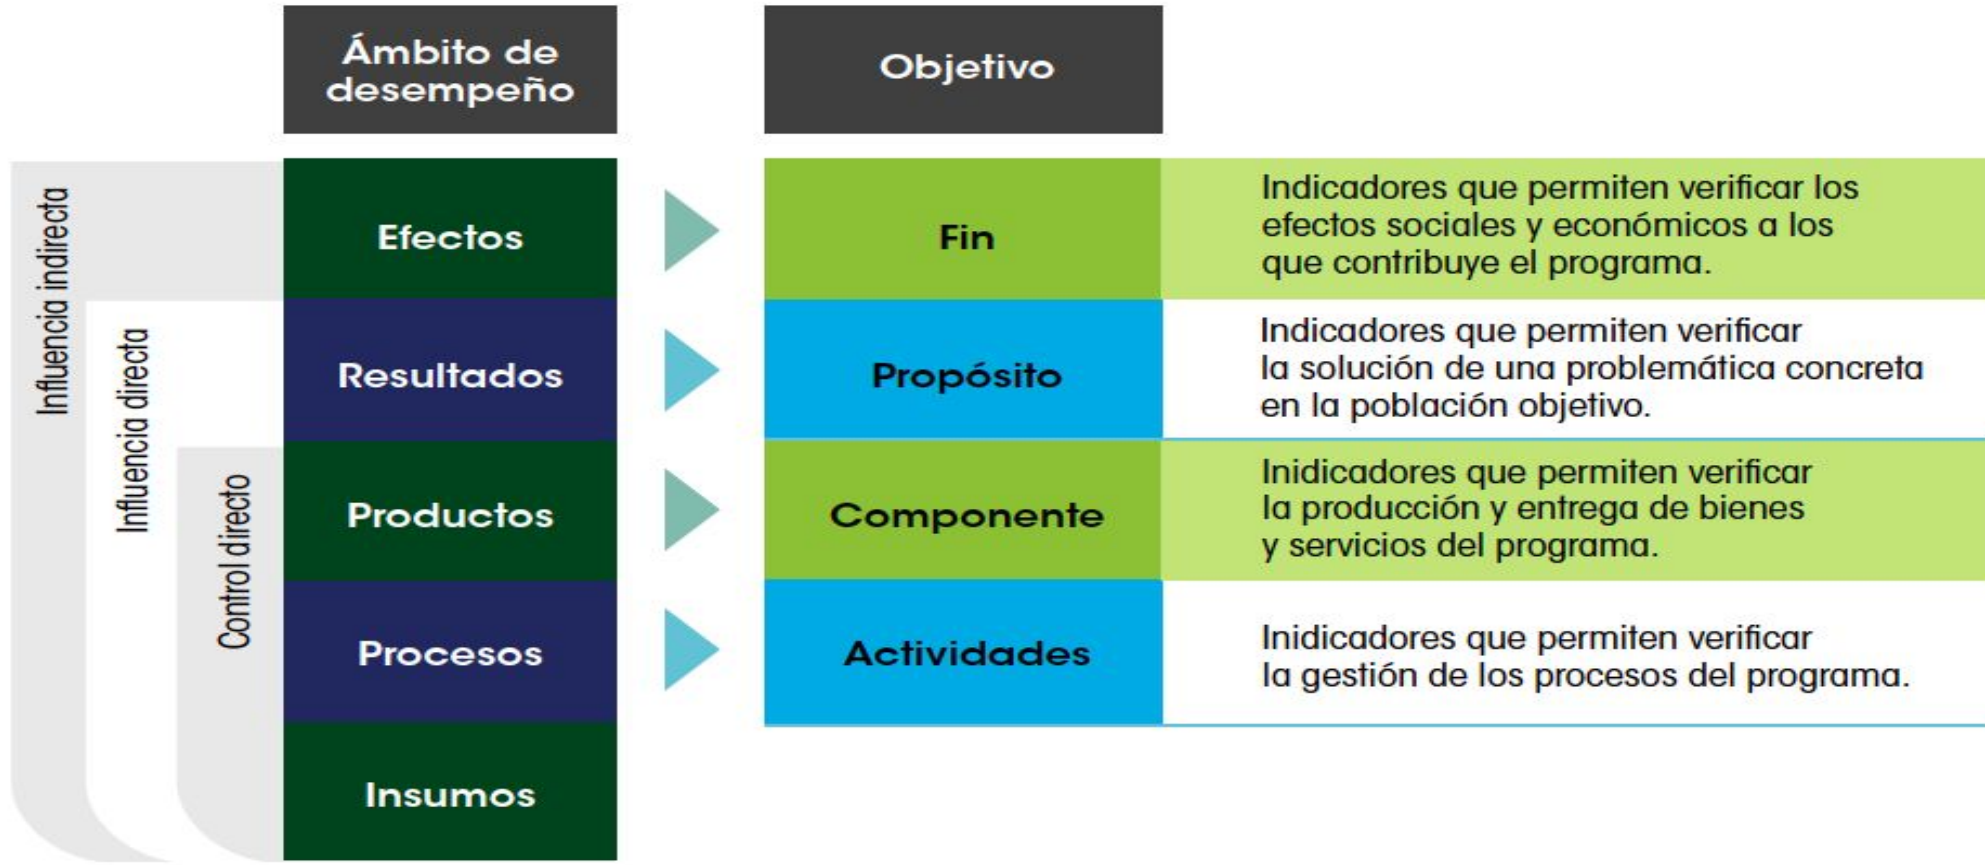 Ámbito de
desempeño
Objetivo
Influencia indirecta
Influencia directa
Control directo
Efectos
Fin
Indicadores que permiten verificar los
efectos sociales y económicos a los
que contribuye el programa.
Resultados
Propósito
Indicadores que permiten verificar
la solución de una problemática concreta
en la población objetivo.
Productos
Componente
Inidicadores que permiten verificar
la producción y entrega de bienes
y servicios del programa.
Procesos
Actividades
Inidicadores que permiten verificar
la gestión de los procesos del programa.
Insumos